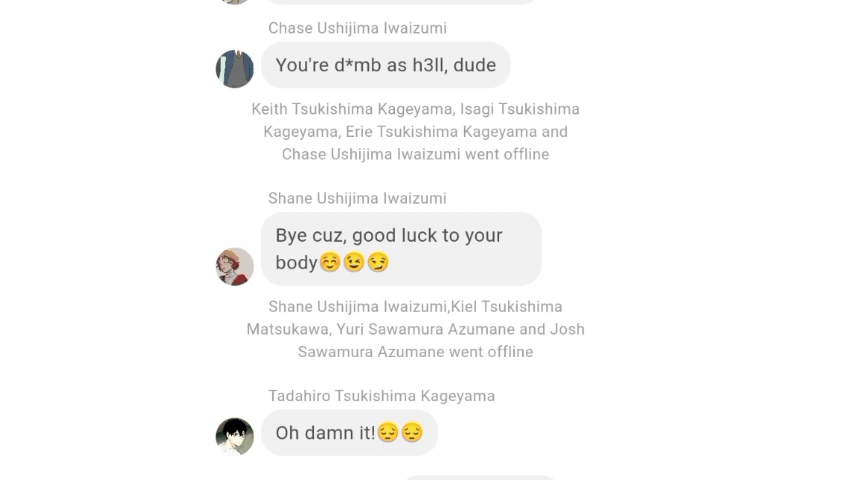 Chase Ushijima Iwaizumi
You're d*mb as h3ll, dude
Keith Tsukishima Kageyama, Isagi Tsukishima
Kageyama, Erie Tsukishima Kageyama and
Chase Ushijima Iwaizumi went offline
Shane Ushijima Iwaizumi
Bye cuz, good luck to your
body☺️😉😏
Shane Ushijima Iwaizumi,Kiel Tsukishima
Matsukawa, Yuri Sawamura Azumane and Josh
Sawamura Azumane went offline
Tadahiro Tsukishima Kageyama
Oh damn it!😔😔